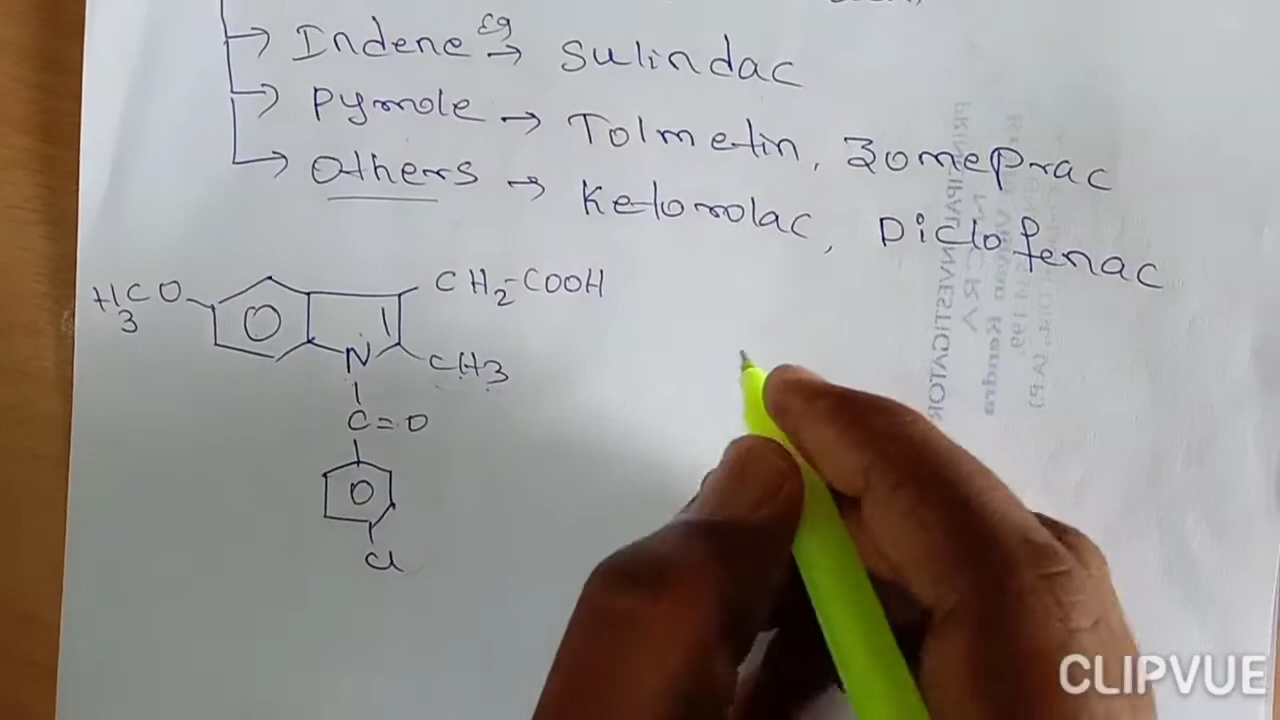 → Indene eg→ Sulindac
→ Pyrrole → Tolmetin, Zomeprac
→ Others → Ketorolac, Diclofenac
H3CO
CH2-COOH
N
CH3
C=O
Cl
CLIPVUE